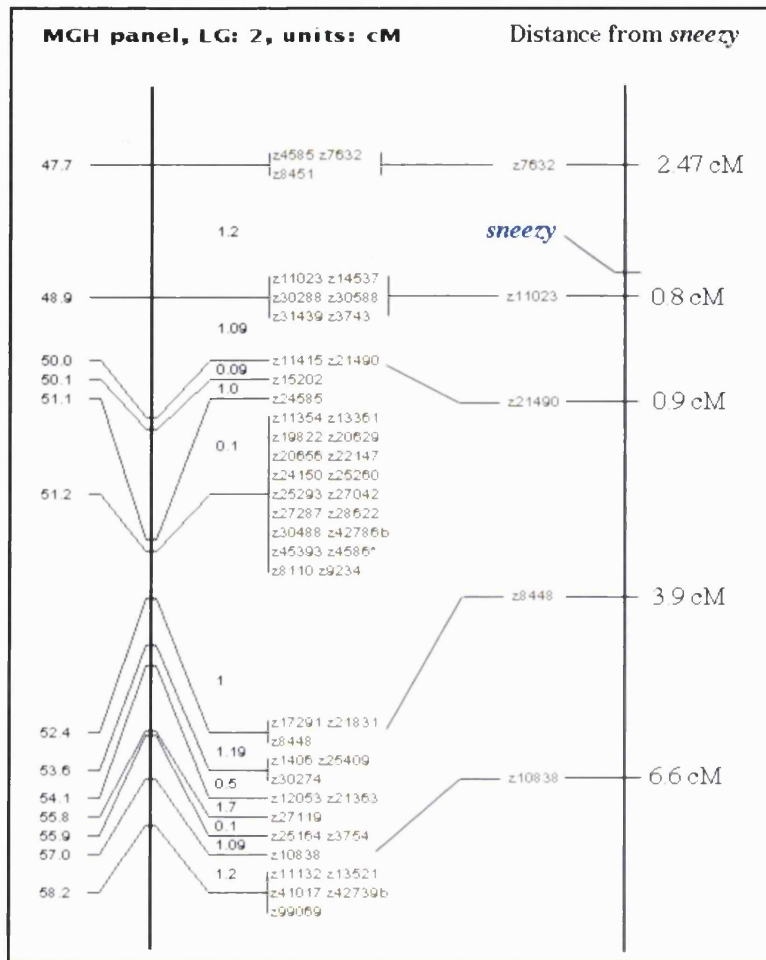 MGH panel, LG: 2, units: cM
Distance from sneezy
47.7
z4585 z7632
z8451
z7632
2.47 cM
1.2
sneezy
48.9
z11023 z14537
z30288 z30588
z31439 z3743
z11023
0.8 cM
1.09
50.0
z11415 z21490
0.09
50.1
z15202
1.0
51.1
z24585
z21490
0.9 cM
z11354 z13361
z19822 z20629
0.1
z20656 z22147
z24150 z25260
51.2
z25293 z27042
z27287 z28622
z30488 z42786b
z45393 z4586*
z8110 z9234
z8448
3.9 cM
1
z17291 z21831
52.4
z8448
1.19
z1406 z25409
53.6
z30274
0.5
54.1
z12053 z21363
1.7
55.8
z27119
0.1
55.9
z25164 z3754
1.09
57.0
z10838
z10838
6.6 cM
1.2
z11132 z13521
58.2
z41017 z42739b
z99069